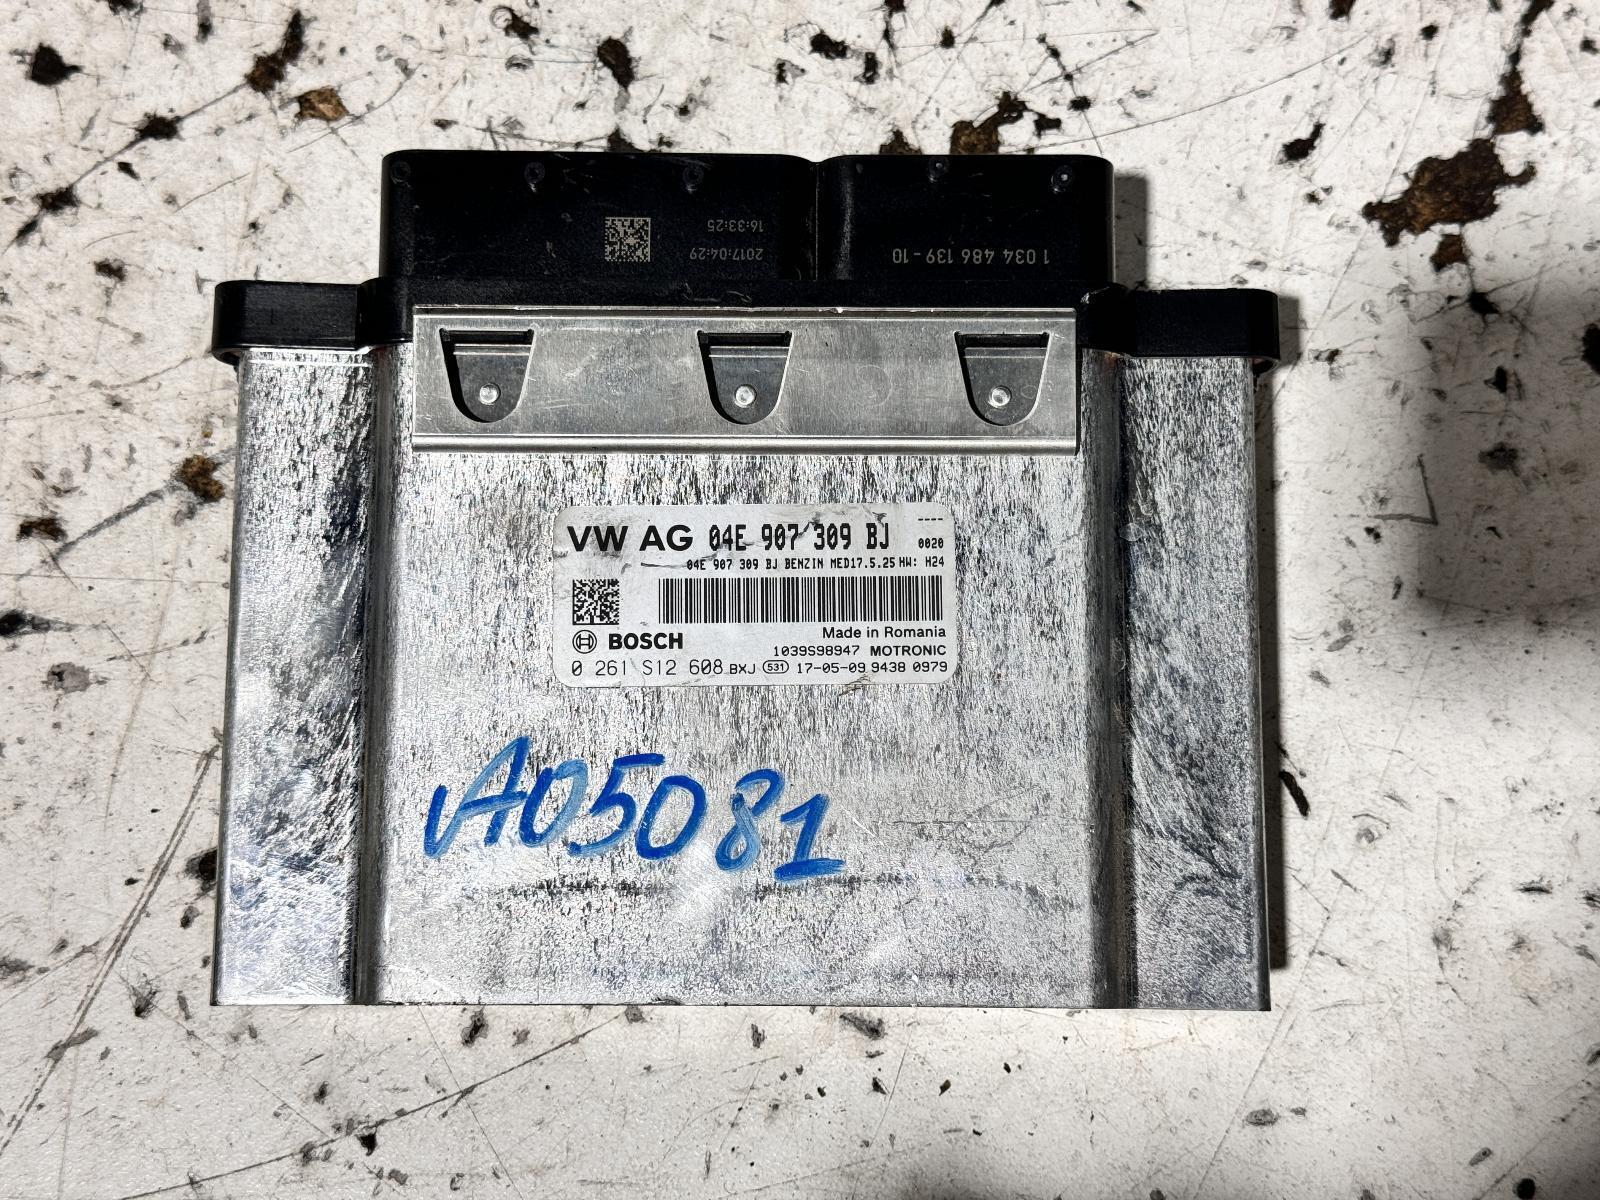 16:33:25
2017:04:29
1 034 486 139-10
VW AG 04E 907 309 BJ ----
0020
04E 907 309 BJ BENZIN MED17.5.25 HW: H24
BOSCH
Made in Romania
1039S98947 MOTRONIC
0 261 S12 608 BXJ 531 17-05-09 9438 0979
A05081